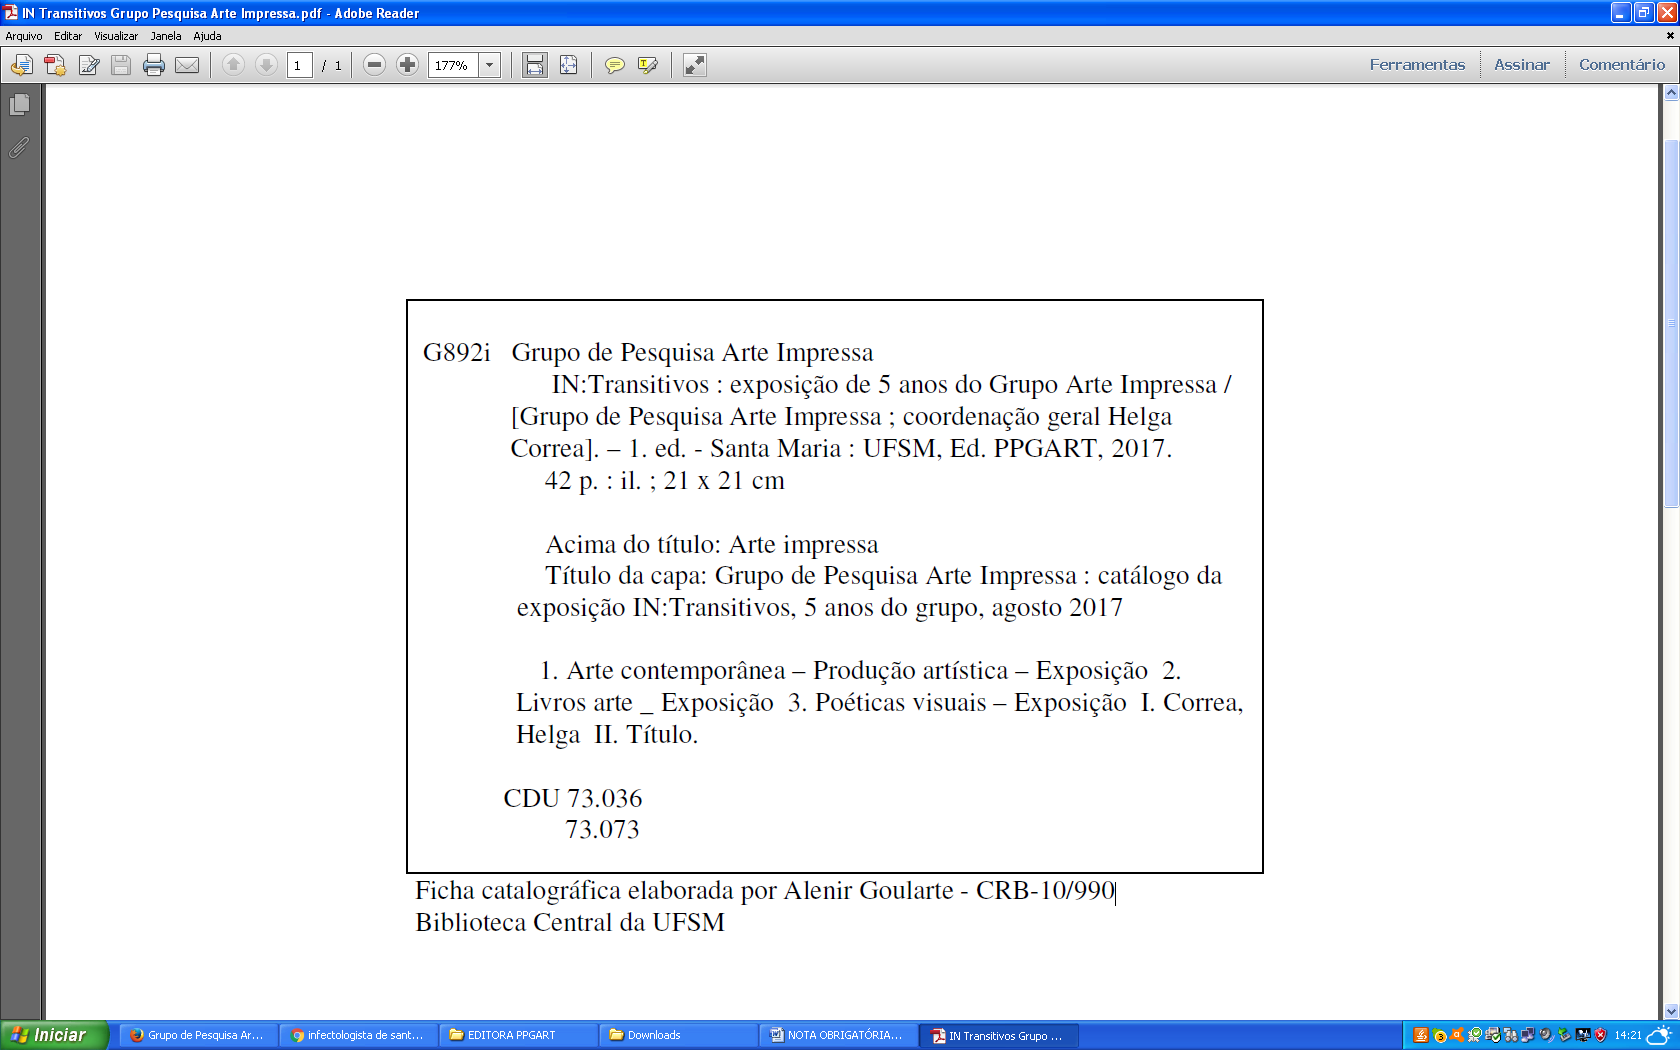 IN Transitivos Grupo Pesquisa Arte Impressa.pdf - Adobe Reader
Arquivo Editar Visualizar Janela Ajuda
1 / 1 177% Ferramentas Assinar Comentário
G892i Grupo de Pesquisa Arte Impressa
IN:Transitivos : exposição de 5 anos do Grupo Arte Impressa /
[Grupo de Pesquisa Arte Impressa ; coordenação geral Helga
Correa]. – 1. ed. - Santa Maria : UFSM, Ed. PPGART, 2017.
42 p. : il. ; 21 x 21 cm
Acima do título: Arte impressa
Título da capa: Grupo de Pesquisa Arte Impressa : catálogo da
exposição IN:Transitivos, 5 anos do grupo, agosto 2017
1. Arte contemporânea – Produção artística – Exposição 2.
Livros arte _ Exposição 3. Poéticas visuais – Exposição I. Correa,
Helga II. Título.
CDU 73.036
73.073
Ficha catalográfica elaborada por Alenir Goularte - CRB-10/990
Biblioteca Central da UFSM
Iniciar Grupo de Pesquisa Ar... infectologista de sant... EDITORA PPGART Downloads NOTA OBRIGATÓRIA... IN Transitivos Grupo ... 14:21